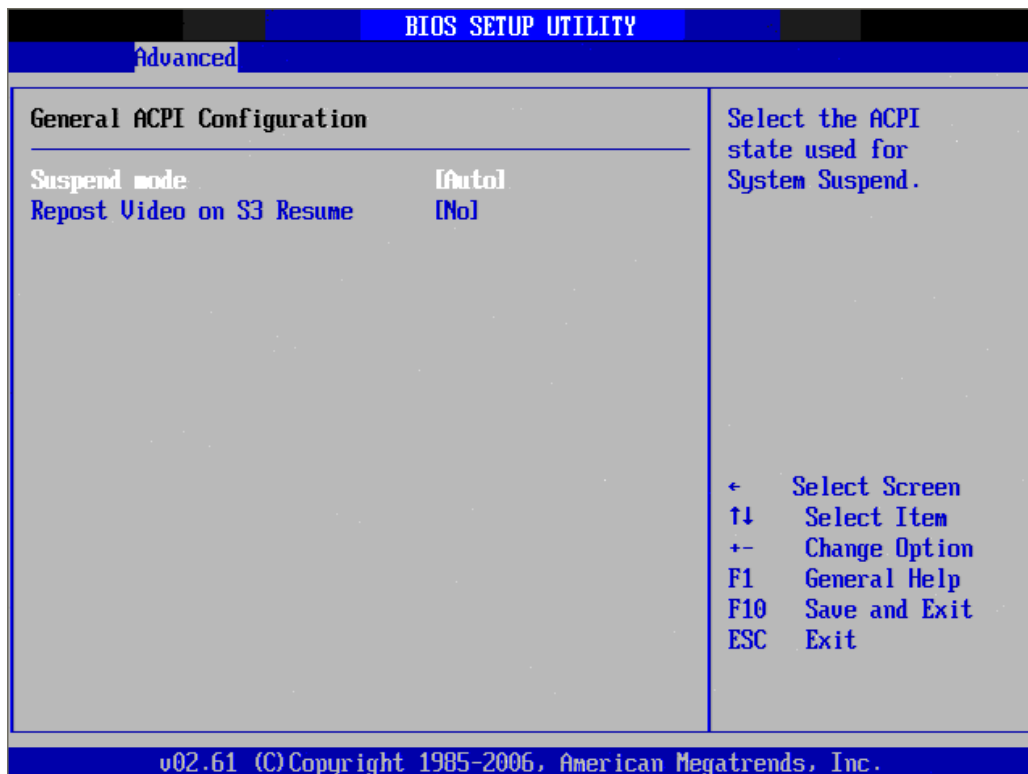 BIOS SETUP UTILITY
Advanced
General ACPI Configuration
Suspend mode [Auto]
Repost Video on S3 Resume [No]
Select the ACPI
state used for
System Suspend.
← Select Screen
↑↓ Select Item
+- Change Option
F1 General Help
F10 Save and Exit
ESC Exit
v02.61 (C)Copyright 1985-2006, American Megatrends, Inc.